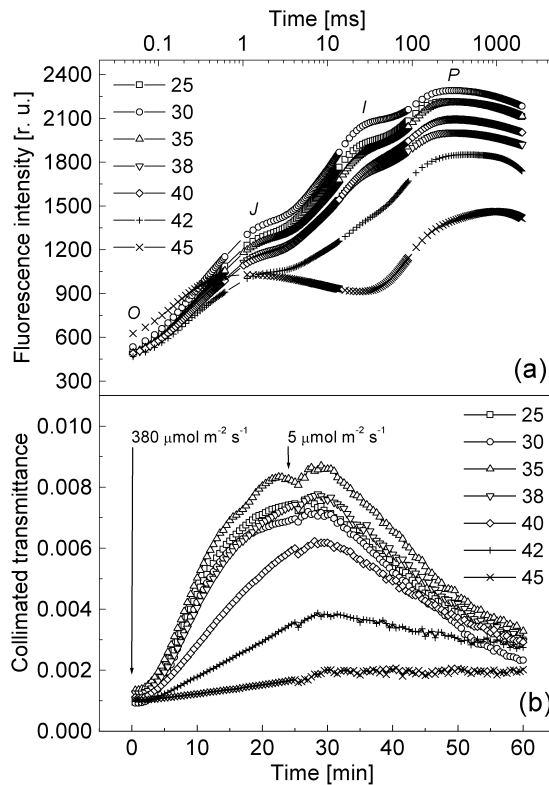 Time [ms]
0.1 1 10 100 1000
Fluorescence intensity [r. u.]
2400
2100
1800
1500
1200
900
600
300
25
30
35
38
40
42
45
O
J
I
P
(a)
380 μmol m⁻² s⁻¹
5 μmol m⁻² s⁻¹
25
30
35
38
40
42
45
Collimated transmittance
0.010
0.008
0.006
0.004
0.002
0.000
(b)
0 10 20 30 40 50 60
Time [min]